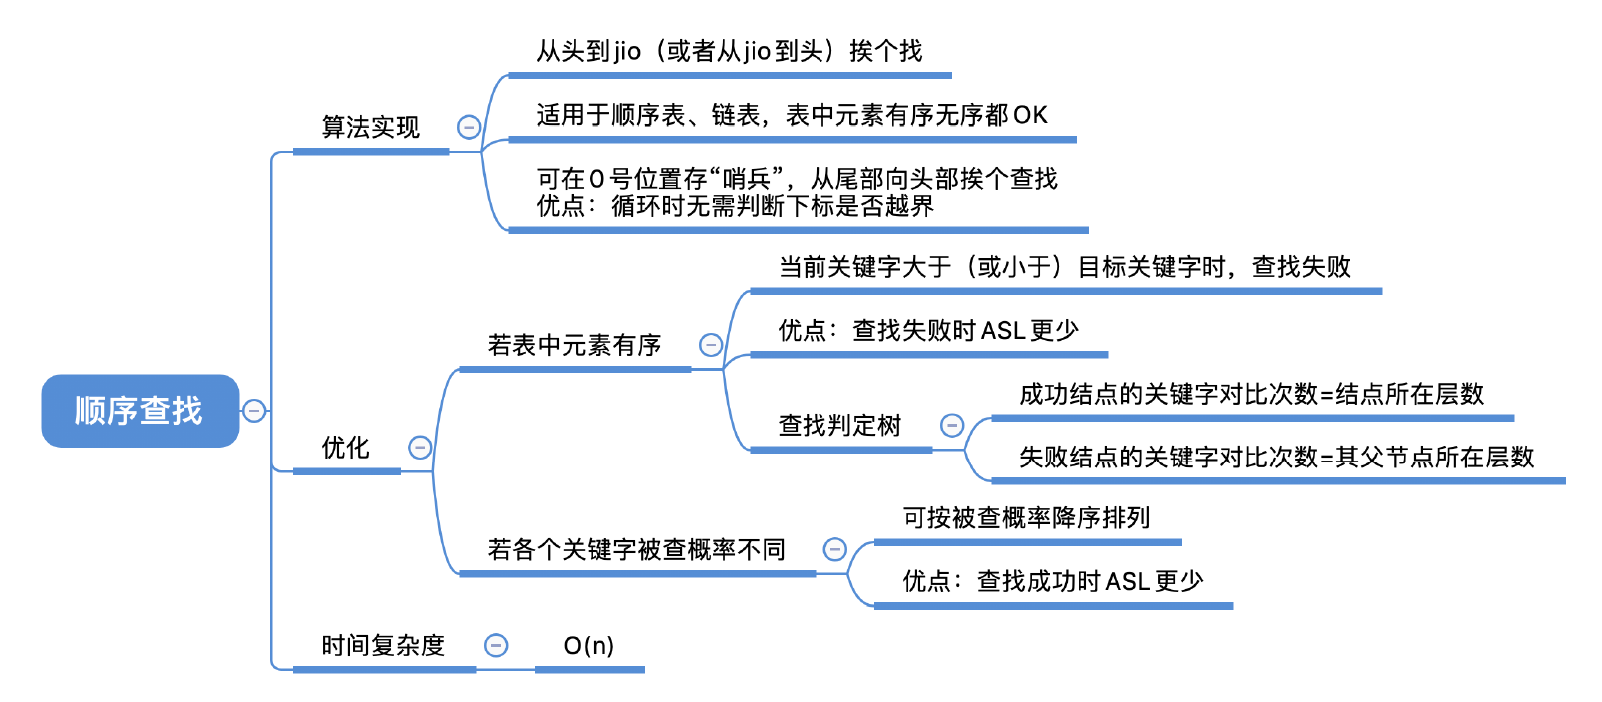 顺序查找
算法实现
从头到jio（或者从jio到头）挨个找
适用于顺序表、链表，表中元素有序无序都OK
可在0号位置存“哨兵”，从尾部向头部挨个查找
优点：循环时无需判断下标是否越界
优化
若表中元素有序
当前关键字大于（或小于）目标关键字时，查找失败
优点：查找失败时ASL更少
查找判定树
成功结点的关键字对比次数=结点所在层数
失败结点的关键字对比次数=其父节点所在层数
若各个关键字被查概率不同
可按被查概率降序排列
优点：查找成功时ASL更少
时间复杂度
O(n)